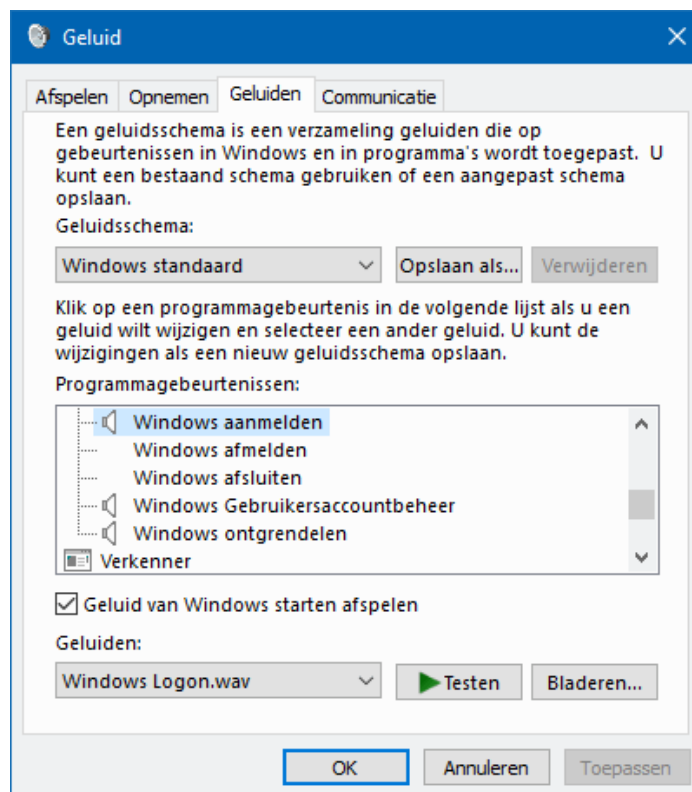 Geluid
Afspelen Opnemen Geluiden Communicatie
Een geluidsschema is een verzameling geluiden die op
gebeurtenissen in Windows en in programma's wordt toegepast. U
kunt een bestaand schema gebruiken of een aangepast schema
opslaan.
Geluidsschema:
Windows standaard Opslaan als... Verwijderen
Klik op een programmagebeurtenis in de volgende lijst als u een
geluid wilt wijzigen en selecteer een ander geluid. U kunt de
wijzigingen als een nieuw geluidsschema opslaan.
Programmagebeurtenissen:
Windows aanmelden
Windows afmelden
Windows afsluiten
Windows Gebruikersaccountbeheer
Windows ontgrendelen
Verkenner
Geluid van Windows starten afspelen
Geluiden:
Windows Logon.wav Testen Bladeren...
OK Annuleren Toepassen